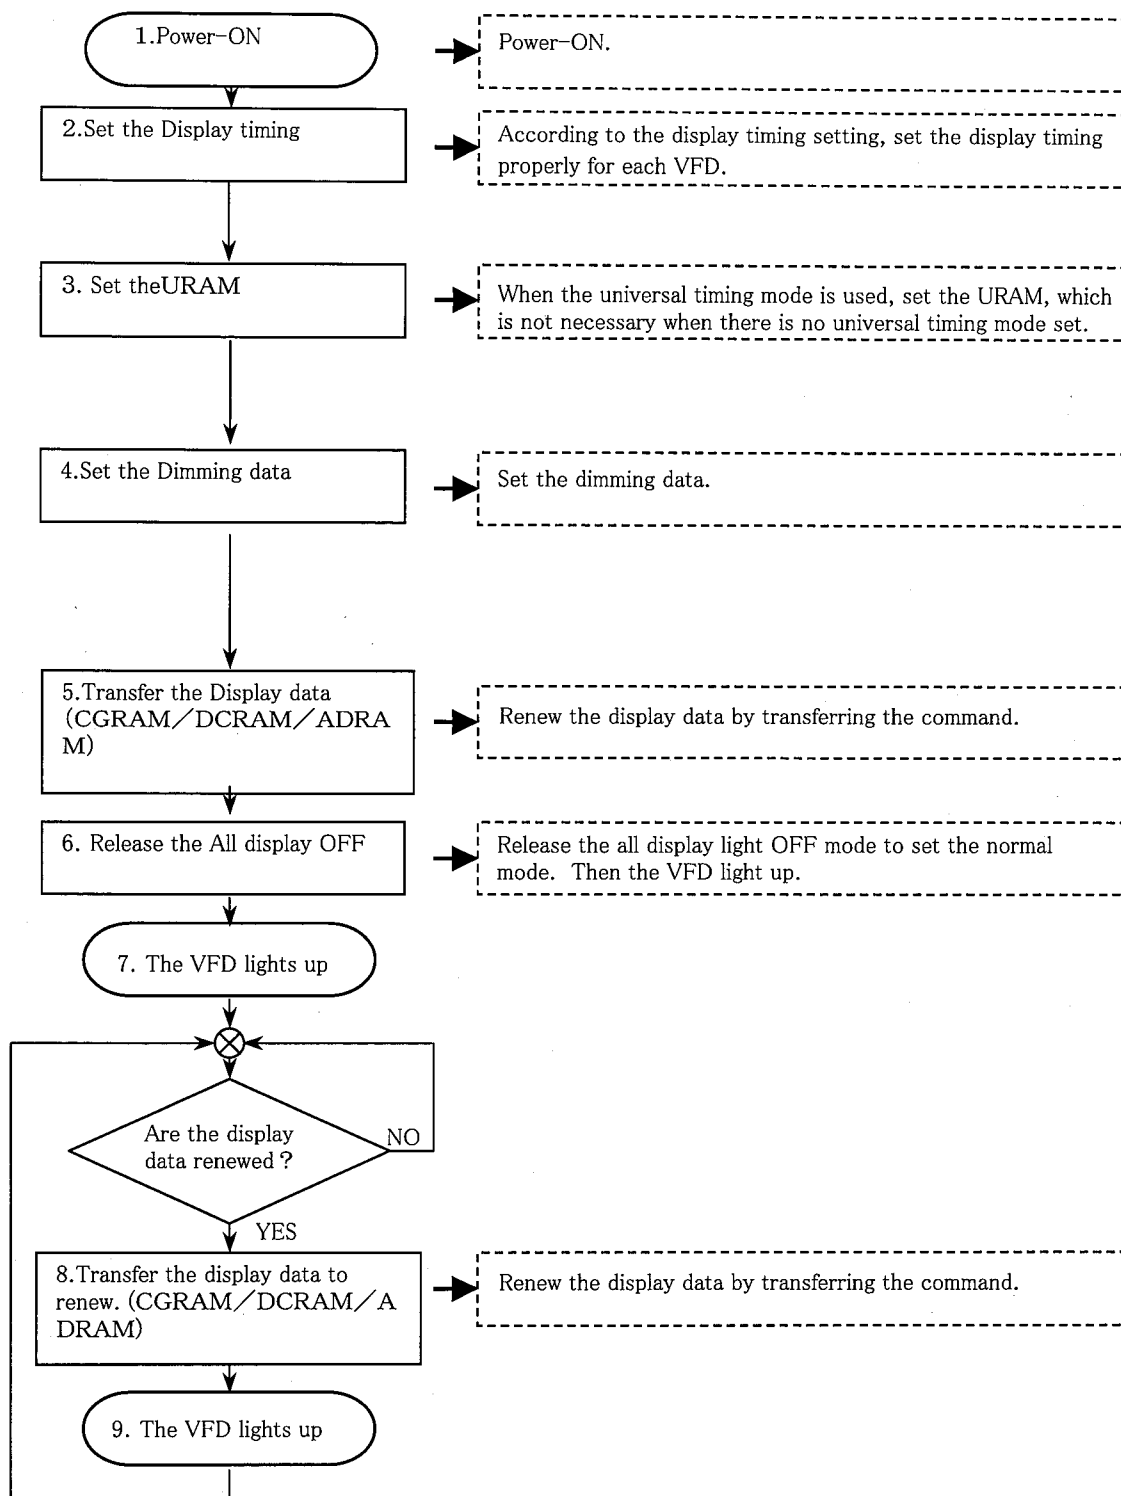 1.Power-ON
Power-ON.
2.Set the Display timing
According to the display timing setting, set the display timing
properly for each VFD.
3. Set theURAM
When the universal timing mode is used, set the URAM, which
is not necessary when there is no universal timing mode set.
4.Set the Dimming data
Set the dimming data.
5.Transfer the Display data
(CGRAM／DCRAM／ADRA
M)
Renew the display data by transferring the command.
6. Release the All display OFF
Release the all display light OFF mode to set the normal
mode. Then the VFD light up.
7. The VFD lights up
Are the display
data renewed ?
NO
YES
8.Transfer the display data to
renew. (CGRAM／DCRAM／A
DRAM)
Renew the display data by transferring the command.
9. The VFD lights up